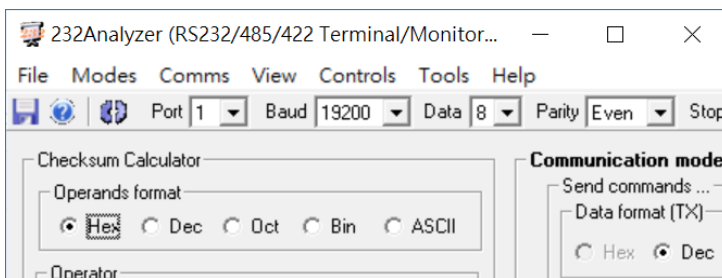 232Analyzer (RS232/485/422 Terminal/Monitor...
File Modes Comms View Controls Tools Help
Port 1 Baud 19200 Data 8 Parity Even Stop
Checksum Calculator
Operands format
Hex Dec Oct Bin ASCII
Operator
Communication mode
Send commands ...
Data format (TX)
Hex Dec